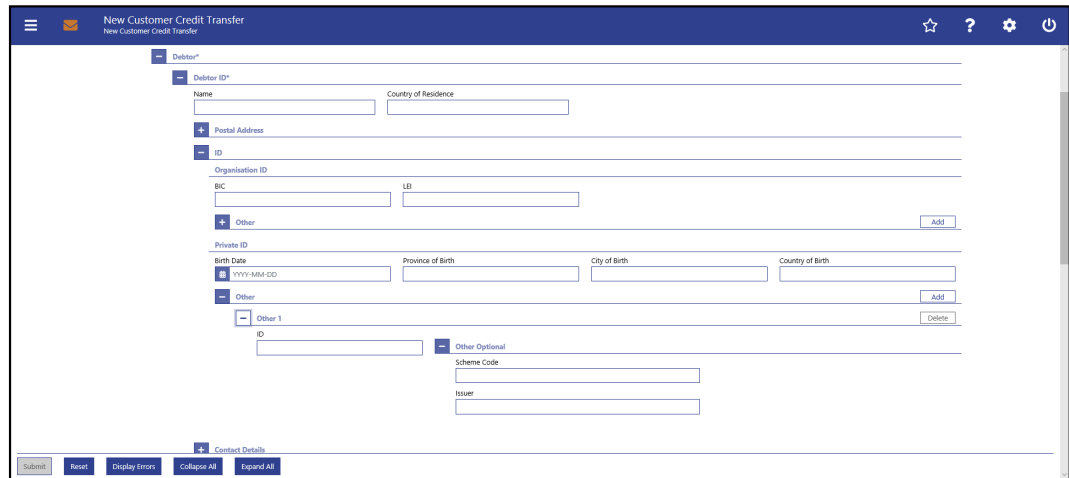 New Customer Credit Transfer
New Customer Credit Transfer
Debtor*
Debtor ID*
Name Country of Residence
Postal Address
ID
Organisation ID
BIC LEI
Other Add
Private ID
Birth Date Province of Birth City of Birth Country of Birth
YYYY-MM-DD
Other Add
Other 1 Delete
ID
Other Optional
Scheme Code
Issuer
Contact Details
Submit Reset Display Errors Collapse All Expand All